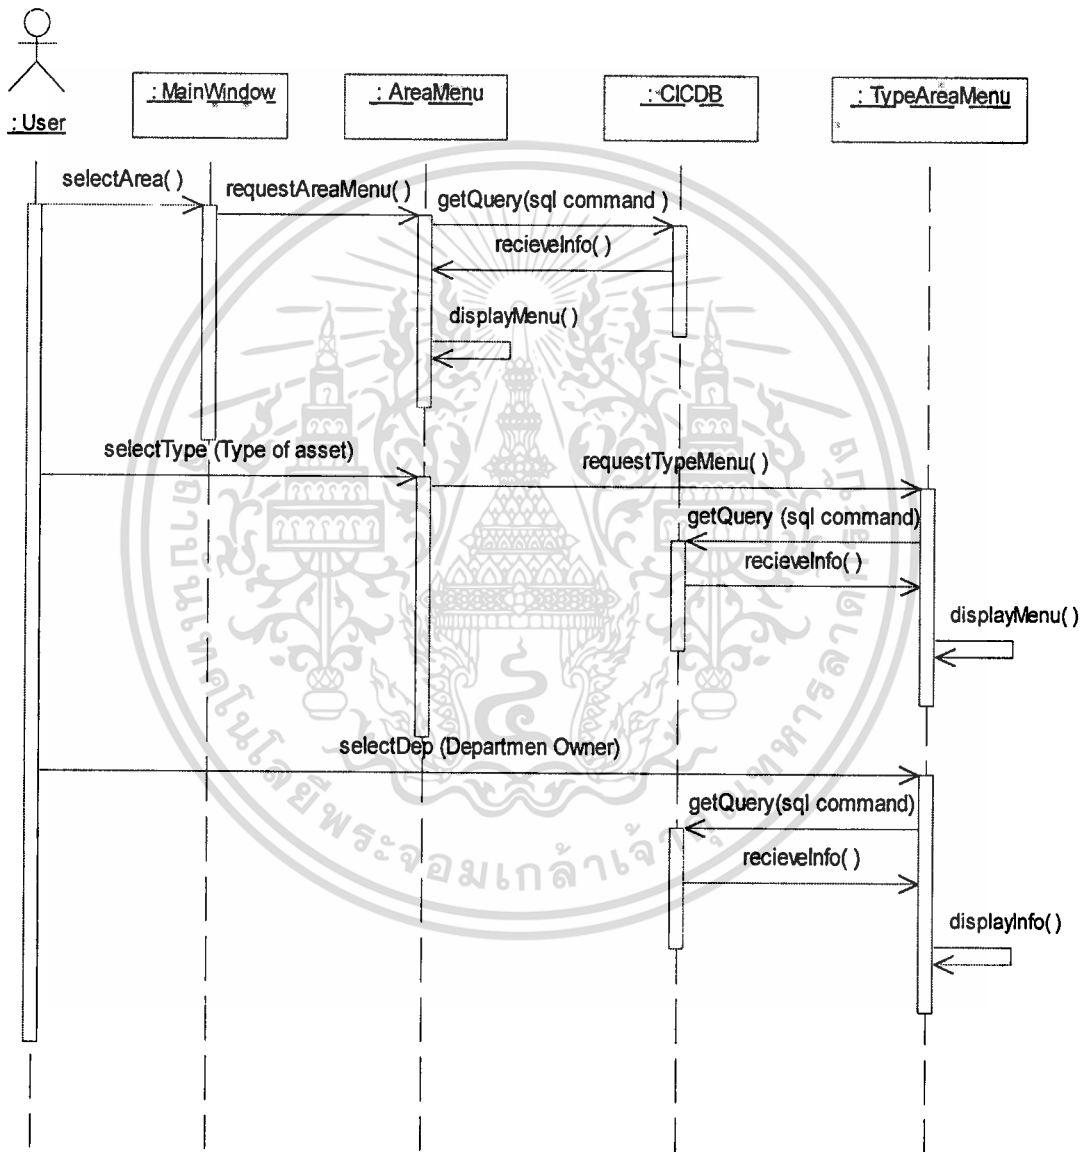 : User
: MainWindow
: AreaMenu
: CICDB
: TypeAreaMenu
selectArea( )
requestAreaMenu( )
getQuery(sql command )
recieveInfo( )
displayMenu( )
selectType (Type of asset)
requestTypeMenu( )
getQuery (sql command)
recieveInfo( )
displayMenu( )
selectDep (Departmen Owner)
getQuery(sql command)
recieveInfo( )
displayInfo( )